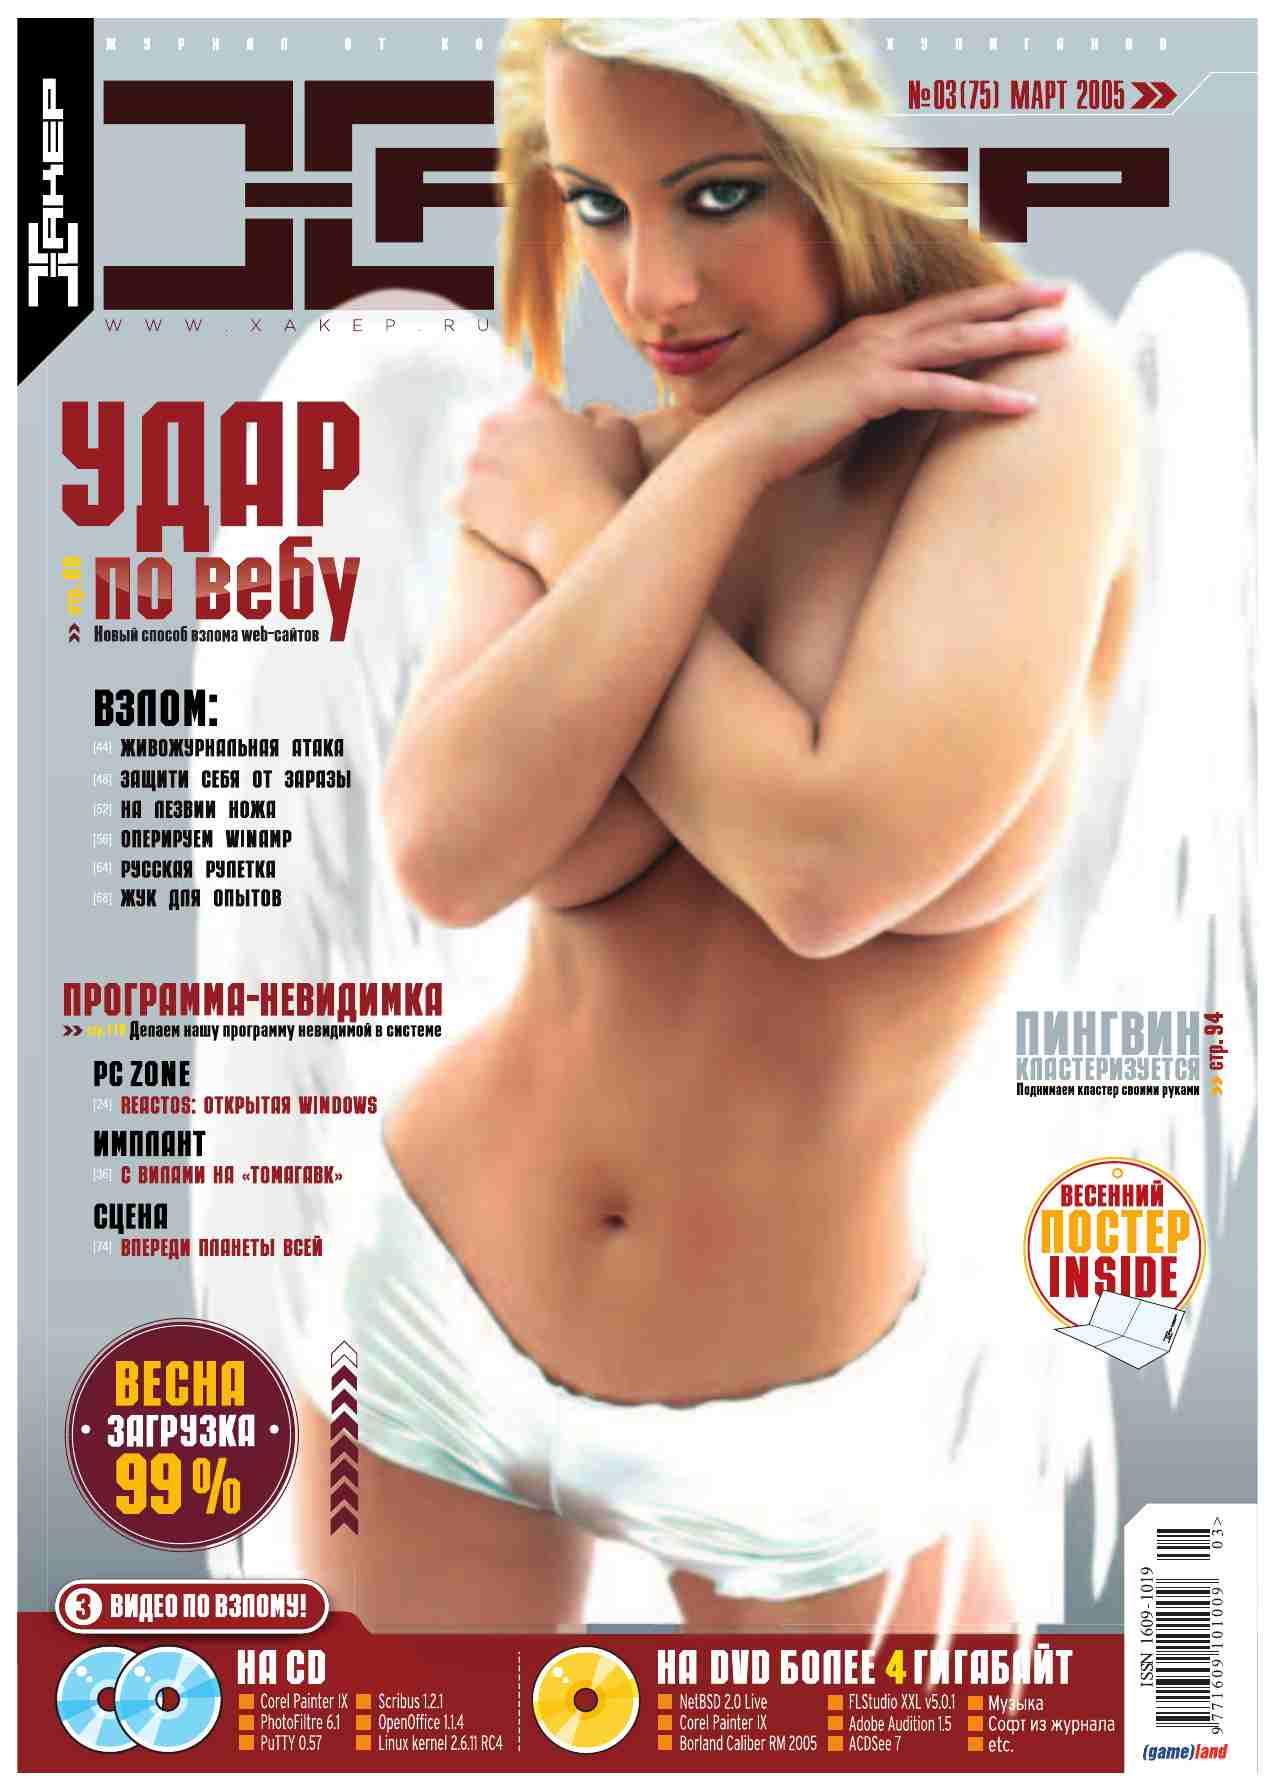 ЖУРНАЛ ОТ КО
ХУЛИГАНОВ
ХАКЕР
№03(75) МАРТ 2005
ХАКЕР
WWW.XAKEP.RU
УДАР
по вебу
Новый способ взлома web-сайтов
ВЗЛОМ:
[44] ЖИВОЖУРНАЛЬНАЯ АТАКА
[48] ЗАЩИТИ СЕБЯ ОТ ЗАРАЗЫ
[52] НА ЛЕЗВИИ НОЖА
[56] ОПЕРИРУЕМ WINAMP
[64] РУССКАЯ РУЛЕТКА
[68] ЖУК ДЛЯ ОПЫТОВ
ПРОГРАММА-НЕВИДИМКА
Делаем нашу программу невидимой в системе
PC ZONE
[24] REACTOS: ОТКРЫТАЯ WINDOWS
ИМПЛАНТ
[36] С ВИЛАМИ НА «ТОМАГАВК»
СЦЕНА
[74] ВПЕРЕДИ ПЛАНЕТЫ ВСЕЙ
ПИНГВИН
КЛАСТЕРИЗУЕТСЯ
Поднимаем кластер своими руками
стр. 94
ВЕСЕННИЙ
ПОСТЕР
INSIDE
ВЕСНА
ЗАГРУЗКА
99%
3 ВИДЕО ПО ВЗЛОМУ!
НА CD
Corel Painter IX
PhotoFiltre 6.1
PuTTY 0.57
Scribus 1.2.1
OpenOffice 1.1.4
Linux kernel 2.6.11 RC4
НА DVD БОЛЕЕ 4 ГИГАБАЙТ
NetBSD 2.0 Live
Corel Painter IX
Borland Caliber RM 2005
FLStudio XXL v5.0.1
Adobe Audition 1.5
ACDSee 7
Музыка
Софт из журнала
etc.
ISSN 1609-1019
9 771609 101009
03>
(game)land